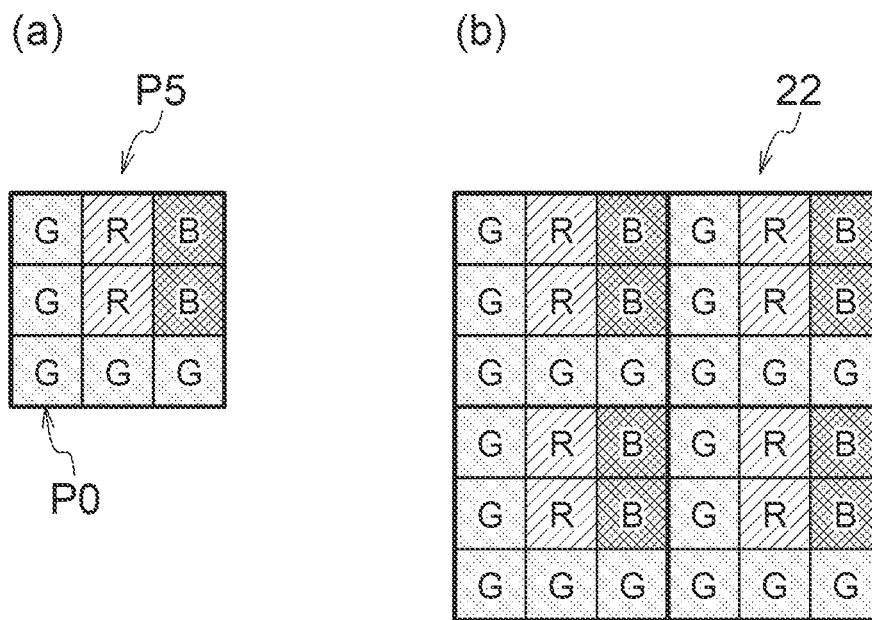 (a)
P5
G R B
G R B
G G G
P0
(b)
22
G R B G R B
G R B G R B
G G G G G G
G R B G R B
G R B G R B
G G G G G G